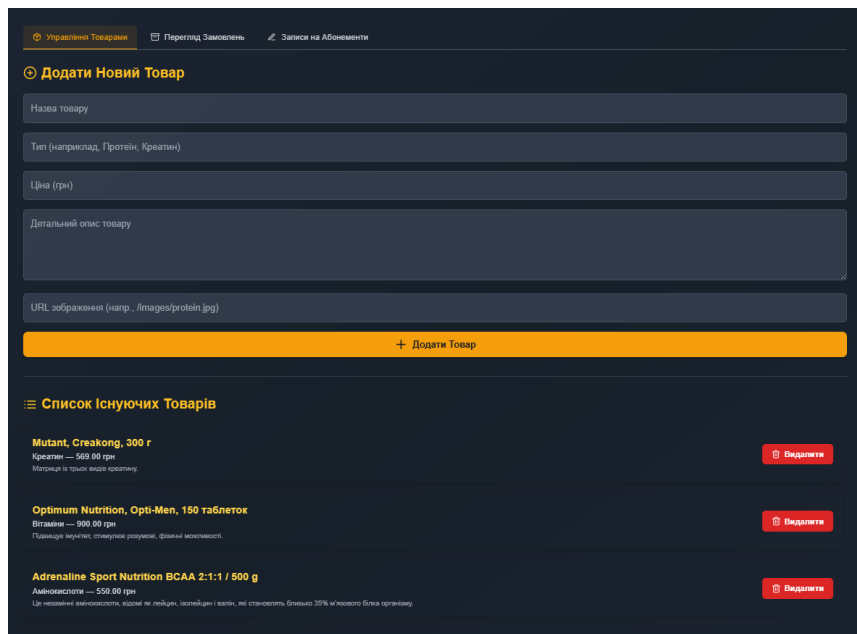 Управління Товарами
Перегляд Замовлень
Записи на Абонементи
Додати Новий Товар
Назва товару
Тип (наприклад, Протеїн, Креатин)
Ціна (грн)
Детальний опис товару
URL зображення (напр., /images/protein.jpg)
Додати Товар
Список Існуючих Товарів
Mutant, Creakong, 300 г
Креатин — 569.00 грн
Матриця із трьох видів креатину.
Видалити
Optimum Nutrition, Opti-Men, 150 таблеток
Вітаміни — 900.00 грн
Підвищує імунітет, стимулює розумові, фізичні можливості.
Видалити
Adrenaline Sport Nutrition BCAA 2:1:1 / 500 g
Амінокислоти — 550.00 грн
Це незамінні амінокислоти, відомі як лейцин, ізолейцин і валін, які становлять близько 35% м'язового білка організму.
Видалити